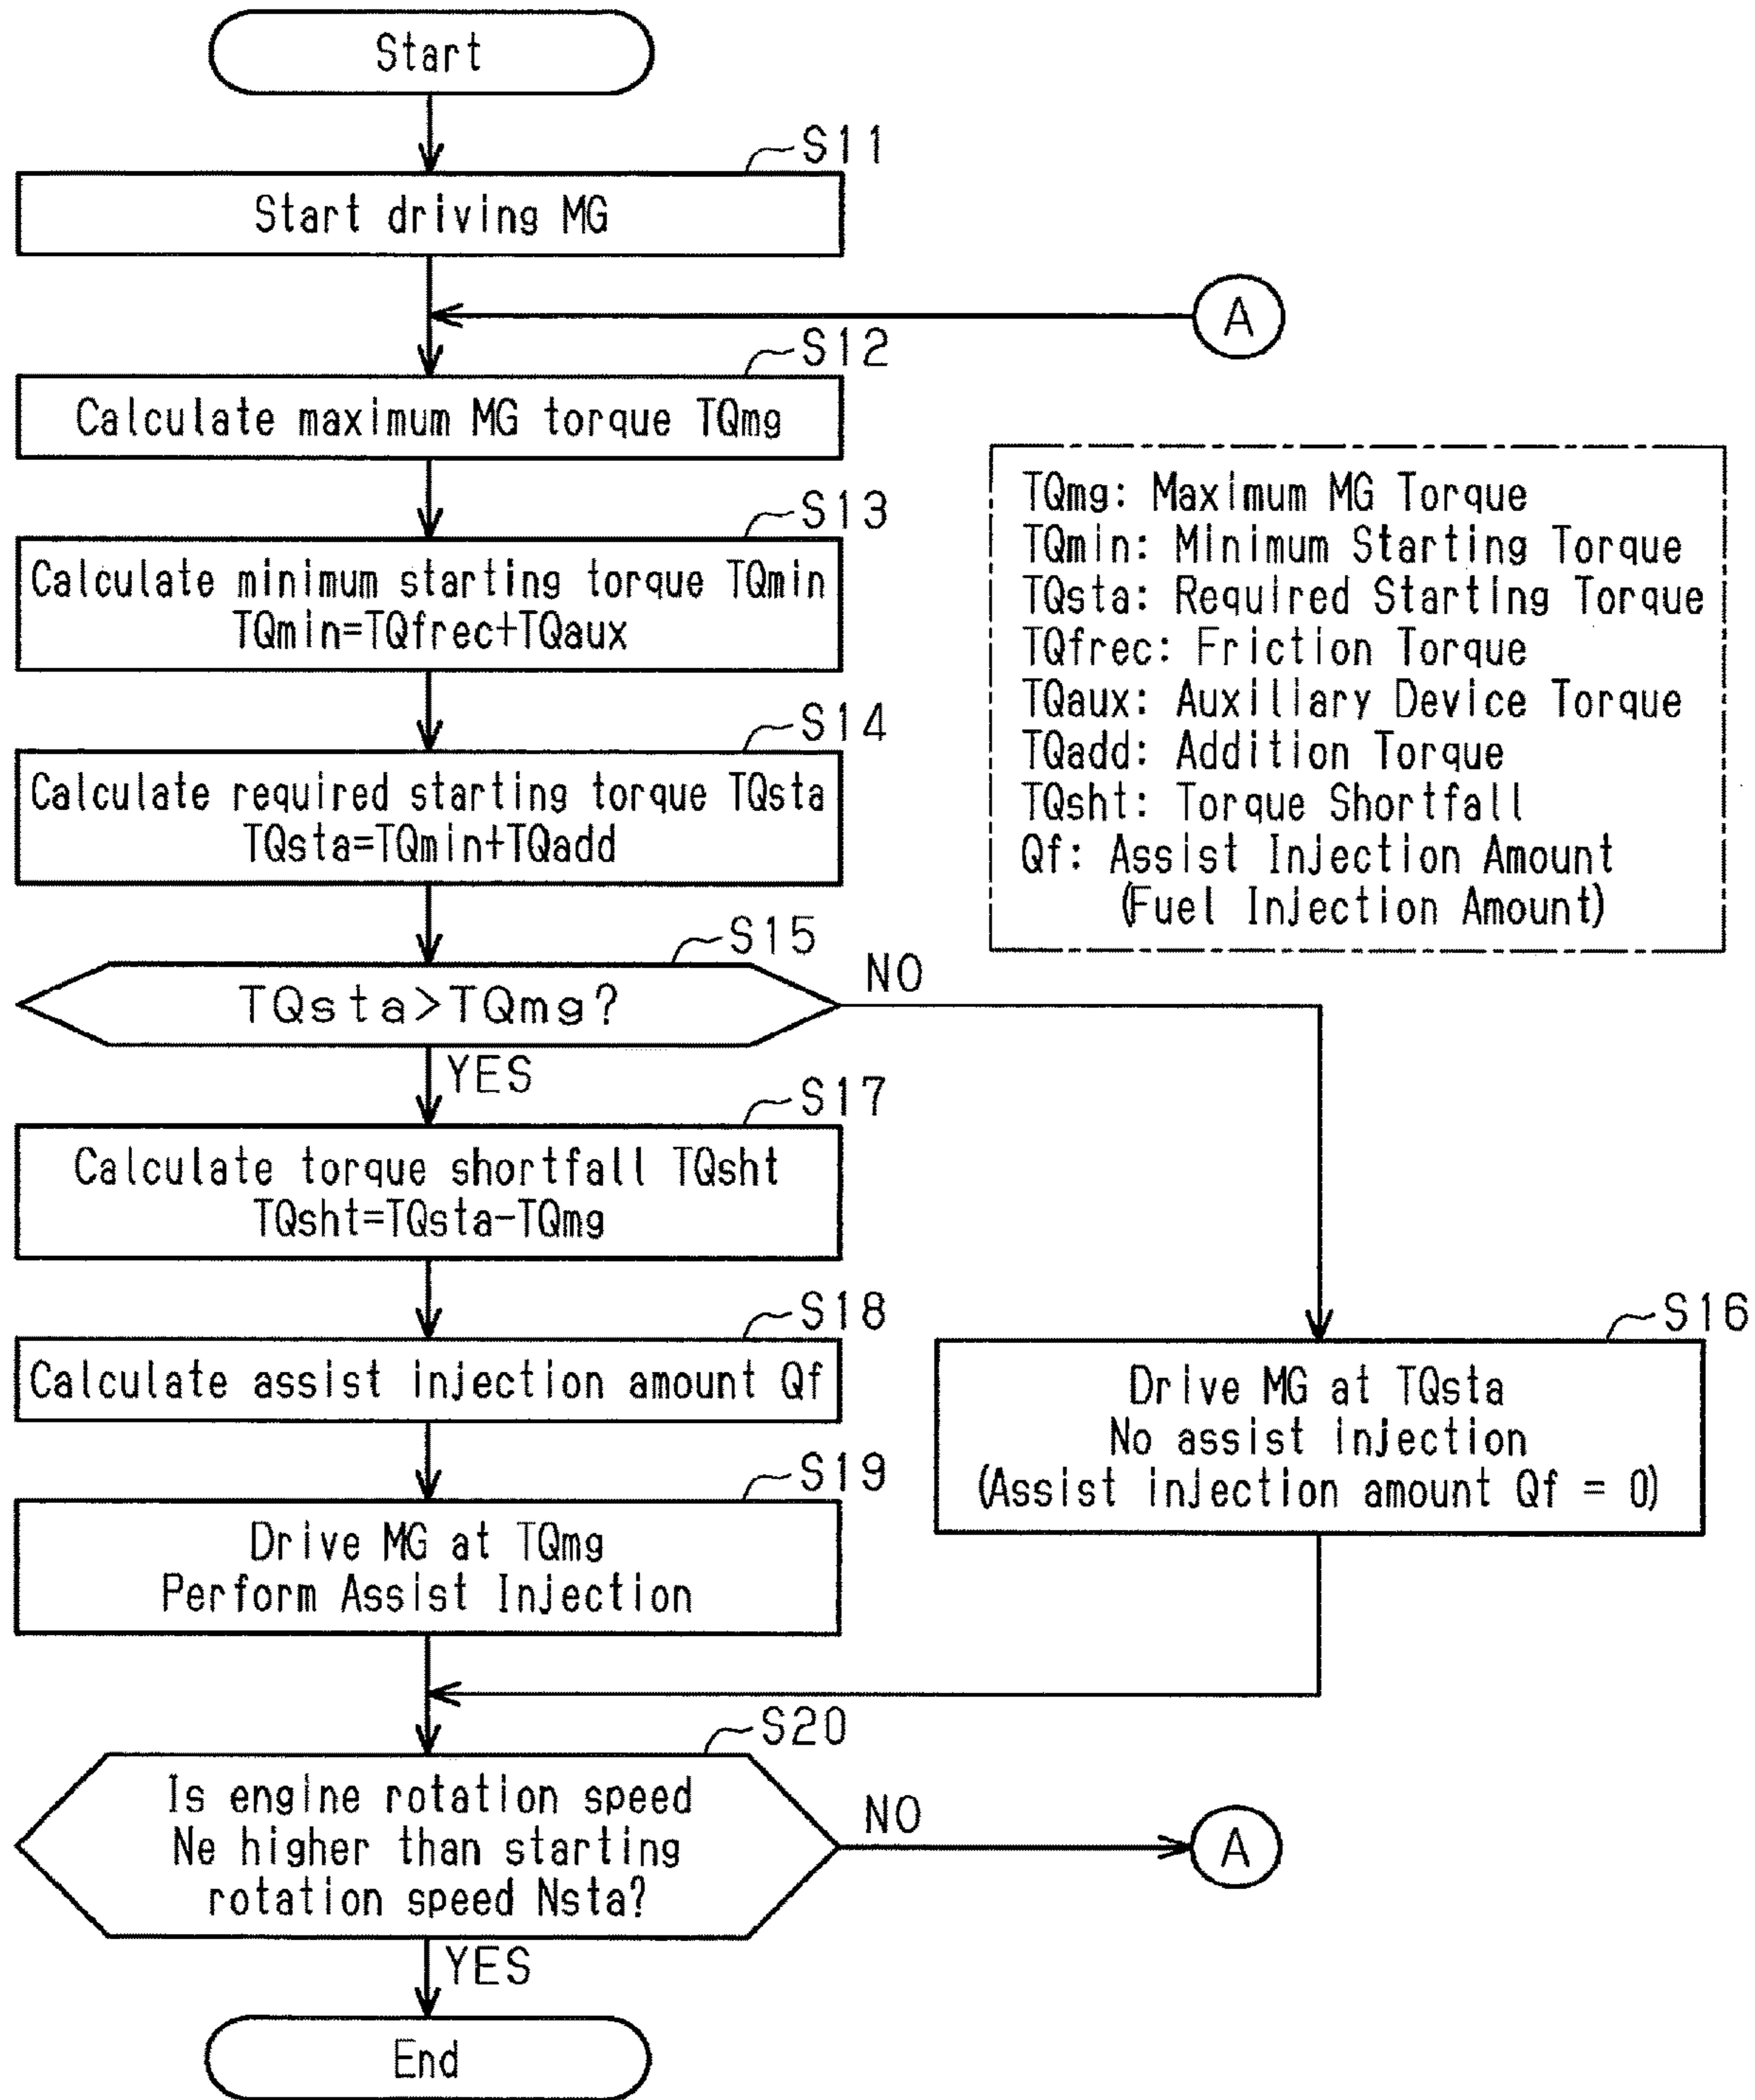 Start
S11
Start driving MG
A
S12
Calculate maximum MG torque TQmg
S13
Calculate minimum starting torque TQmin
TQmin=TQfrec+TQaux
S14
Calculate required starting torque TQsta
TQsta=TQmin+TQadd
TQmg: Maximum MG Torque
TQmin: Minimum Starting Torque
TQsta: Required Starting Torque
TQfrec: Friction Torque
TQaux: Auxiliary Device Torque
TQadd: Addition Torque
TQsht: Torque Shortfall
Qf: Assist Injection Amount
(Fuel Injection Amount)
S15
TQsta>TQmg?
NO
YES
S17
Calculate torque shortfall TQsht
TQsht=TQsta-TQmg
S18
Calculate assist injection amount Qf
S16
Drive MG at TQsta
No assist injection
(Assist injection amount Qf = 0)
S19
Drive MG at TQmg
Perform Assist Injection
S20
Is engine rotation speed
Ne higher than starting
rotation speed Nsta?
NO
A
YES
End